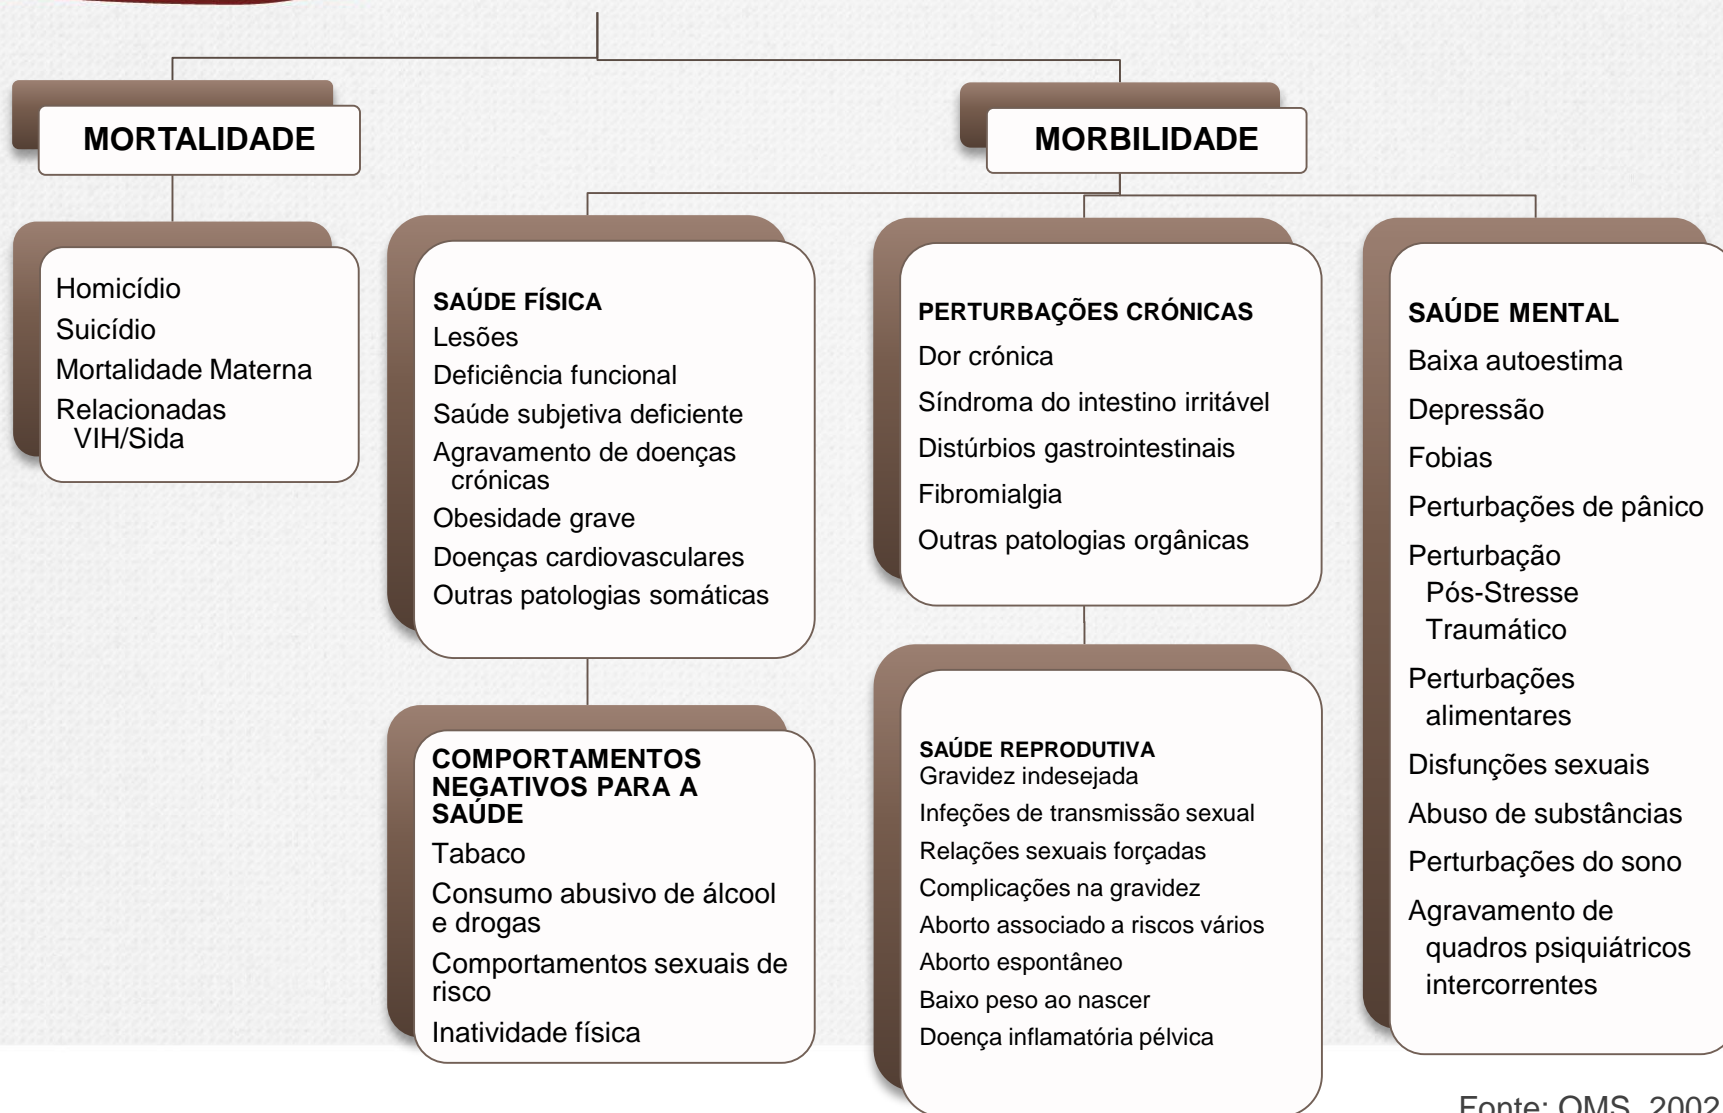 MORTALIDADE
MORBILIDADE
Homicídio
Suicídio
Mortalidade Materna
Relacionadas
VIH/Sida
SAÚDE FÍSICA
Lesões
Deficiência funcional
Saúde subjetiva deficiente
Agravamento de doenças
crónicas
Obesidade grave
Doenças cardiovasculares
Outras patologias somáticas
COMPORTAMENTOS
NEGATIVOS PARA A
SAÚDE
Tabaco
Consumo abusivo de álcool
e drogas
Comportamentos sexuais de
risco
Inatividade física
PERTURBAÇÕES CRÓNICAS
Dor crónica
Síndroma do intestino irritável
Distúrbios gastrointestinais
Fibromialgia
Outras patologias orgânicas
SAÚDE REPRODUTIVA
Gravidez indesejada
Infeções de transmissão sexual
Relações sexuais forçadas
Complicações na gravidez
Aborto associado a riscos vários
Aborto espontâneo
Baixo peso ao nascer
Doença inflamatória pélvica
SAÚDE MENTAL
Baixa autoestima
Depressão
Fobias
Perturbações de pânico
Perturbação
Pós-Stresse
Traumático
Perturbações
alimentares
Disfunções sexuais
Abuso de substâncias
Perturbações do sono
Agravamento de
quadros psiquiátricos
intercorrentes
Fonte: OMS, 2002